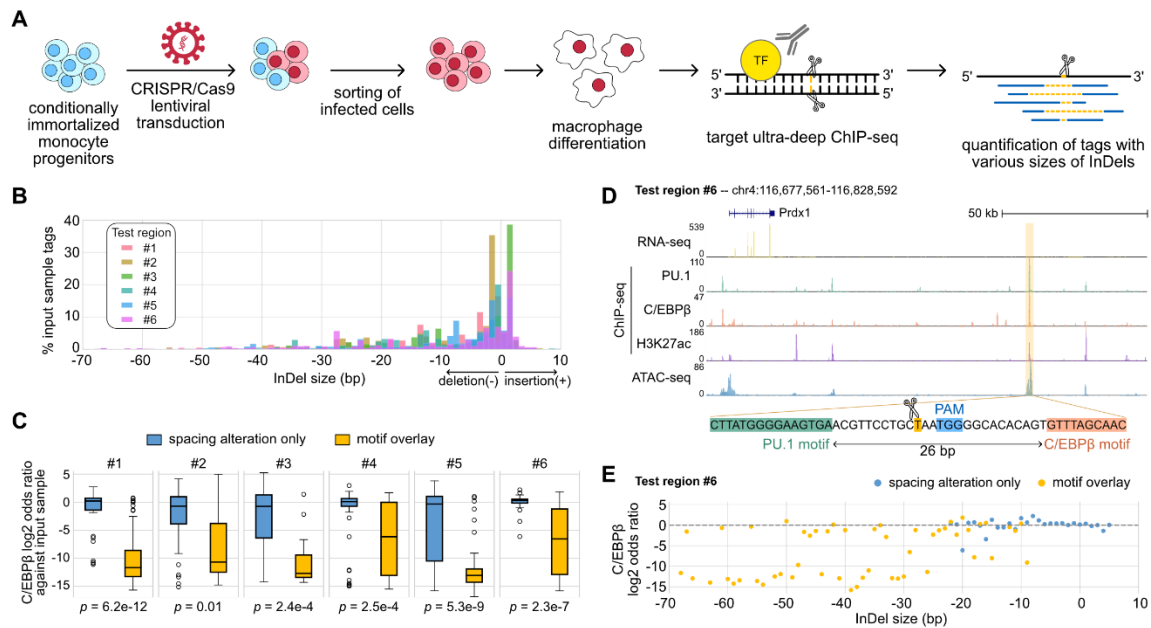 A
conditionally
immortalized
monocyte
progenitors
CRISPR/Cas9
lentiviral
transduction
sorting of
infected cells
macrophage
differentiation
TF
5' 3'
3' 5'
target ultra-deep ChIP-seq
5' 3'
quantification of tags with
various sizes of InDels
B
% input sample tags
40
30
20
10
0
Test region
#1
#2
#3
#4
#5
#6
-70 -60 -50 -40 -30 -20 -10 0 10
InDel size (bp)
deletion(-) insertion(+)
C
spacing alteration only motif overlay
#1 #2 #3 #4 #5 #6
C/EBPβ log2 odds ratio
against input sample
5
0
-5
-10
-15
p = 6.2e-12 p = 0.01 p = 2.4e-4 p = 2.5e-4 p = 5.3e-9 p = 2.3e-7
D
Test region #6 -- chr4:116,677,561-116,828,592
Prdx1
50 kb
RNA-seq
539
0
ChIP-seq
PU.1
110
0
C/EBPβ
47
0
H3K27ac
186
0
ATAC-seq
86
0
PAM
CTTATGGGGAAGTGAACGTTCCTGCTAATGGGGCACACAGTGTTTAGCAAC
PU.1 motif
26 bp
C/EBPβ motif
E
Test region #6
spacing alteration only motif overlay
C/EBPβ
log2 odds ratio
5
0
-5
-10
-15
-70 -60 -50 -40 -30 -20 -10 0 10
InDel size (bp)